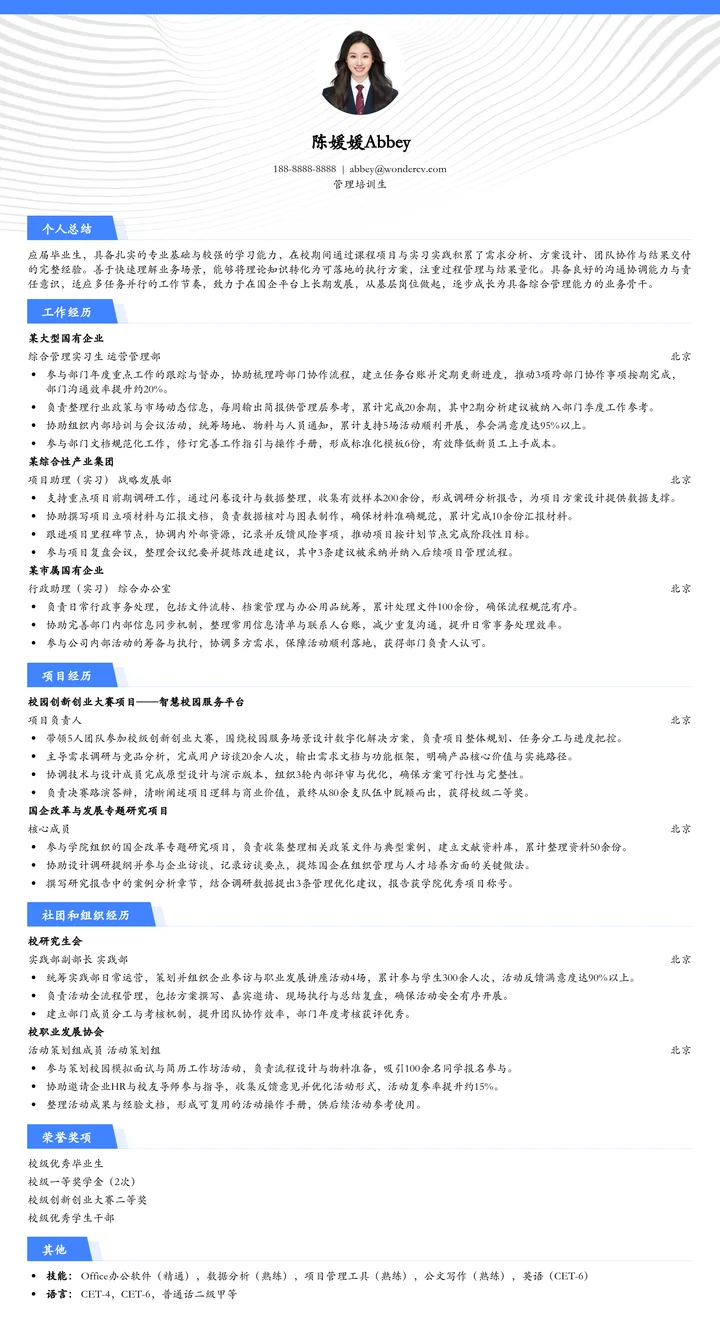 陈媛媛Abbey
188-8888-8888 | abbey@wondercv.com
管理培训生
个人总结
应届毕业生，具备扎实的专业基础与较强的学习能力，在校期间通过课程项目与实习实践积累了需求分析、方案设计、团队协作与结果交付
的完整经验。善于快速理解业务场景，能够将理论知识转化为可落地的执行方案，注重过程管理与结果量化。具备良好的沟通协调能力与责
任意识，适应多任务并行的工作节奏，致力于在国企平台上长期发展，从基层岗位做起，逐步成长为具备综合管理能力的业务骨干。
工作经历
某大型国有企业
综合管理实习生 运营管理部 北京
• 参与部门年度重点工作的跟踪与督办，协助梳理跨部门协作流程，建立任务台账并定期更新进度，推动3项跨部门协作事项按期完成，
部门沟通效率提升约20%。
• 负责整理行业政策与市场动态信息，每周输出简报供管理层参考，累计完成20余期，其中2期分析建议被纳入部门季度工作参考。
• 协助组织内部培训与会议活动，统筹场地、物料与人员通知，累计支持5场活动顺利开展，参会满意度达95%以上。
• 参与部门文档规范化工作，修订完善工作指引与操作手册，形成标准化模板6份，有效降低新员工上手成本。
某综合性产业集团
项目助理（实习） 战略发展部 北京
• 支持重点项目前期调研工作，通过问卷设计与数据整理，收集有效样本200余份，形成调研分析报告，为项目方案设计提供数据支撑。
• 协助撰写项目立项材料与汇报文档，负责数据核对与图表制作，确保材料准确规范，累计完成10余份汇报材料。
• 跟进项目里程碑节点，协调内外部资源，记录并反馈风险事项，推动项目按计划节点完成阶段性目标。
• 参与项目复盘会议，整理会议纪要并提炼改进建议，其中3条建议被采纳并纳入后续项目管理流程。
某市属国有企业
行政助理（实习） 综合办公室 北京
• 负责日常行政事务处理，包括文件流转、档案管理与办公用品统筹，累计处理文件100余份，确保流程规范有序。
• 协助完善部门内部信息同步机制，整理常用信息清单与联系人台账，减少重复沟通，提升日常事务处理效率。
• 参与公司内部活动的筹备与执行，协调多方需求，保障活动顺利落地，获得部门负责人认可。
项目经历
校园创新创业大赛项目——智慧校园服务平台
项目负责人 北京
• 带领5人团队参加校级创新创业大赛，围绕校园服务场景设计数字化解决方案，负责项目整体规划、任务分工与进度把控。
• 主导需求调研与竞品分析，完成用户访谈20余人次，输出需求文档与功能框架，明确产品核心价值与实施路径。
• 协调技术与设计成员完成原型设计与演示版本，组织3轮内部评审与优化，确保方案可行性与完整性。
• 负责决赛路演答辩，清晰阐述项目逻辑与商业价值，最终从80余支队伍中脱颖而出，获得校级二等奖。
国企改革与发展专题研究项目
核心成员 北京
• 参与学院组织的国企改革专题研究项目，负责收集整理相关政策文件与典型案例，建立文献资料库，累计整理资料50余份。
• 协助设计调研提纲并参与企业访谈，记录访谈要点，提炼国企在组织管理与人才培养方面的关键做法。
• 撰写研究报告中的案例分析章节，结合调研数据提出3条管理优化建议，报告获学院优秀项目称号。
社团和组织经历
校研究生会
实践部副部长 实践部 北京
• 统筹实践部日常运营，策划并组织企业参访与职业发展讲座活动4场，累计参与学生300余人次，活动反馈满意度达90%以上。
• 负责活动全流程管理，包括方案撰写、嘉宾邀请、现场执行与总结复盘，确保活动安全有序开展。
• 建立部门成员分工与考核机制，提升团队协作效率，部门年度考核获评优秀。
校职业发展协会
活动策划组成员 活动策划组 北京
• 参与策划校园模拟面试与简历工作坊活动，负责流程设计与物料准备，吸引100余名同学报名参与。
• 协助邀请企业HR与校友导师参与指导，收集反馈意见并优化活动形式，活动复参率提升约15%。
• 整理活动成果与经验文档，形成可复用的活动操作手册，供后续活动参考使用。
荣誉奖项
校级优秀毕业生
校级一等奖学金（2次）
校级创新创业大赛二等奖
校级优秀学生干部
其他
• 技能： Office办公软件（精通），数据分析（熟练），项目管理工具（熟练），公文写作（熟练），英语（CET-6）
• 语言： CET-4，CET-6，普通话二级甲等